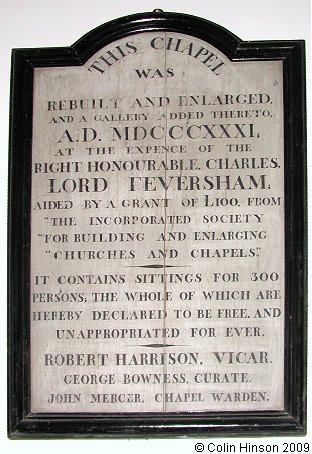 THIS CHAPEL
WAS
REBUILT AND ENLARGED,
AND A GALLERY ADDED THERETO,
A.D. MDCCCXXXI,
AT THE EXPENCE OF THE
RIGHT HONOURABLE, CHARLES,
LORD FEVERSHAM,
AIDED BY A GRANT OF L100, FROM
"THE INCORPORATED SOCIETY
"FOR BUILDING AND ENLARGING
"CHURCHES AND CHAPELS."
IT CONTAINS SITTINGS FOR 300
PERSONS; THE WHOLE OF WHICH ARE
HEREBY DECLARED TO BE FREE, AND
UNAPPROPRIATED FOR EVER.
ROBERT HARRISON, VICAR.
GEORGE BOWNESS, CURATE.
JOHN MERCER, CHAPEL WARDEN.
© Colin Hinson 2009